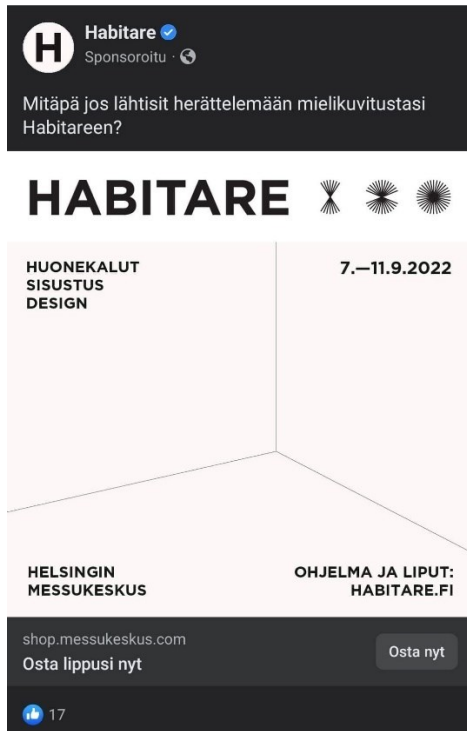 H
Habitare
Sponsoroitu ·
Mitäpä jos lähtisit herättelemään mielikuvitustasi
Habitareen?
HABITARE
HUONEKALUT
SISUSTUS
DESIGN
7.—11.9.2022
HELSINGIN
MESSUKESKUS
OHJELMA JA LIPUT:
HABITARE.FI
shop.messukeskus.com
Osta lippusi nyt
Osta nyt
17